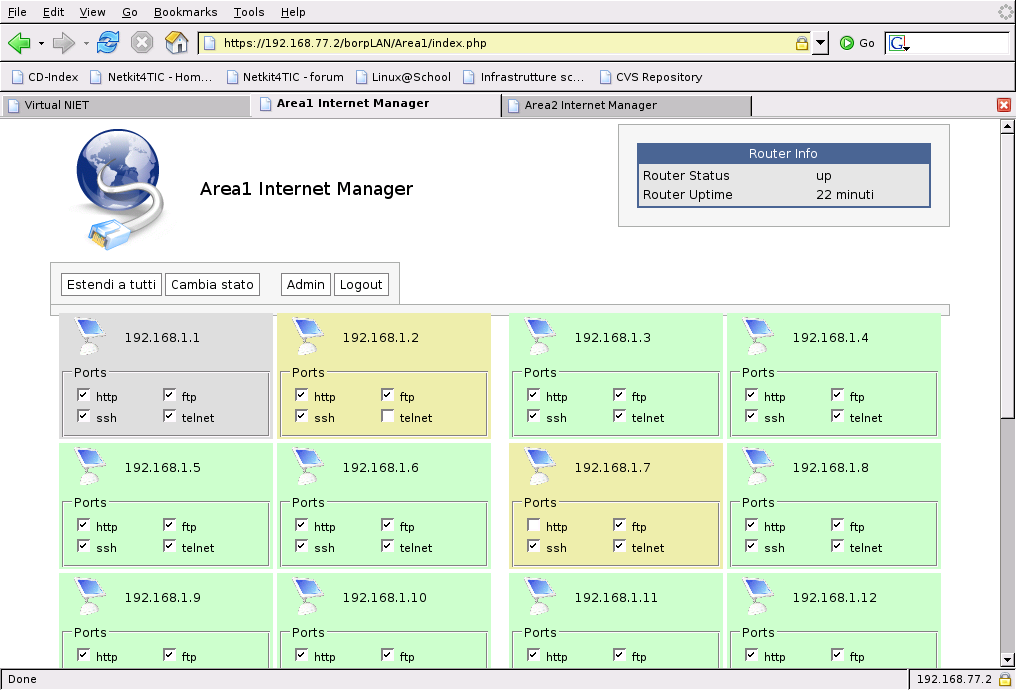 File Edit View Go Bookmarks Tools Help
https://192.168.77.2/borpLAN/Area1/index.php Go G
CD-Index Netkit4TIC - Hom... Netkit4TIC - forum Linux@School Infrastrutture sc... CVS Repository
Virtual NIET Area1 Internet Manager Area2 Internet Manager
Area1 Internet Manager
Router Info
Router Status up
Router Uptime 22 minuti
Estendi a tutti Cambia stato Admin Logout
192.168.1.1 192.168.1.2 192.168.1.3 192.168.1.4
Ports Ports Ports Ports
http ftp http ftp http ftp http ftp
ssh telnet ssh telnet ssh telnet ssh telnet
192.168.1.5 192.168.1.6 192.168.1.7 192.168.1.8
Ports Ports Ports Ports
http ftp http ftp http ftp http ftp
ssh telnet ssh telnet ssh telnet ssh telnet
192.168.1.9 192.168.1.10 192.168.1.11 192.168.1.12
Ports Ports Ports Ports
http ftp http ftp http ftp http ftp
Done 192.168.77.2